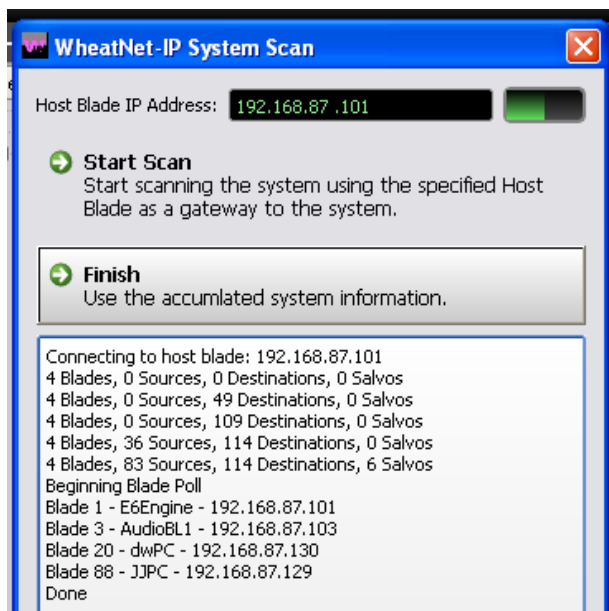 WheatNet-IP System Scan
Host Blade IP Address: 192.168.87 .101
Start Scan
Start scanning the system using the specified Host
Blade as a gateway to the system.
Finish
Use the accumlated system information.
Connecting to host blade: 192.168.87.101
4 Blades, 0 Sources, 0 Destinations, 0 Salvos
4 Blades, 0 Sources, 49 Destinations, 0 Salvos
4 Blades, 0 Sources, 109 Destinations, 0 Salvos
4 Blades, 36 Sources, 114 Destinations, 0 Salvos
4 Blades, 83 Sources, 114 Destinations, 6 Salvos
Beginning Blade Poll
Blade 1 - E6Engine - 192.168.87.101
Blade 3 - AudioBL1 - 192.168.87.103
Blade 20 - dwPC - 192.168.87.130
Blade 88 - JJPC - 192.168.87.129
Done